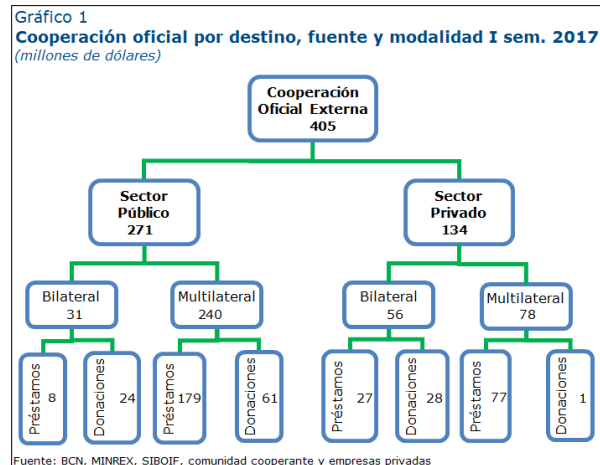 Gráfico 1
Cooperación oficial por destino, fuente y modalidad I sem. 2017
(millones de dólares)
Cooperación
Oficial Externa
405
Sector
Público
271
Sector
Privado
134
Bilateral
31
Multilateral
240
Bilateral
56
Multilateral
78
Préstamos 8
Donaciones 24
Préstamos 179
Donaciones 61
Préstamos 27
Donaciones 28
Préstamos 77
Donaciones 1
Fuente: BCN, MINREX, SIBOIF, comunidad cooperante y empresas privadas